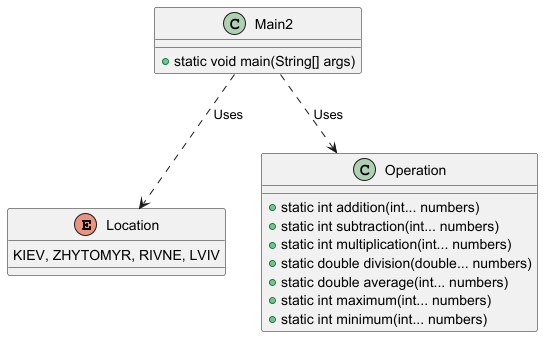 C Main2
static void main(String[] args)
Uses
Uses
E Location
KIEV, ZHYTOMYR, RIVNE, LVIV
C Operation
static int addition(int... numbers)
static int subtraction(int... numbers)
static int multiplication(int... numbers)
static double division(double... numbers)
static double average(int... numbers)
static int maximum(int... numbers)
static int minimum(int... numbers)